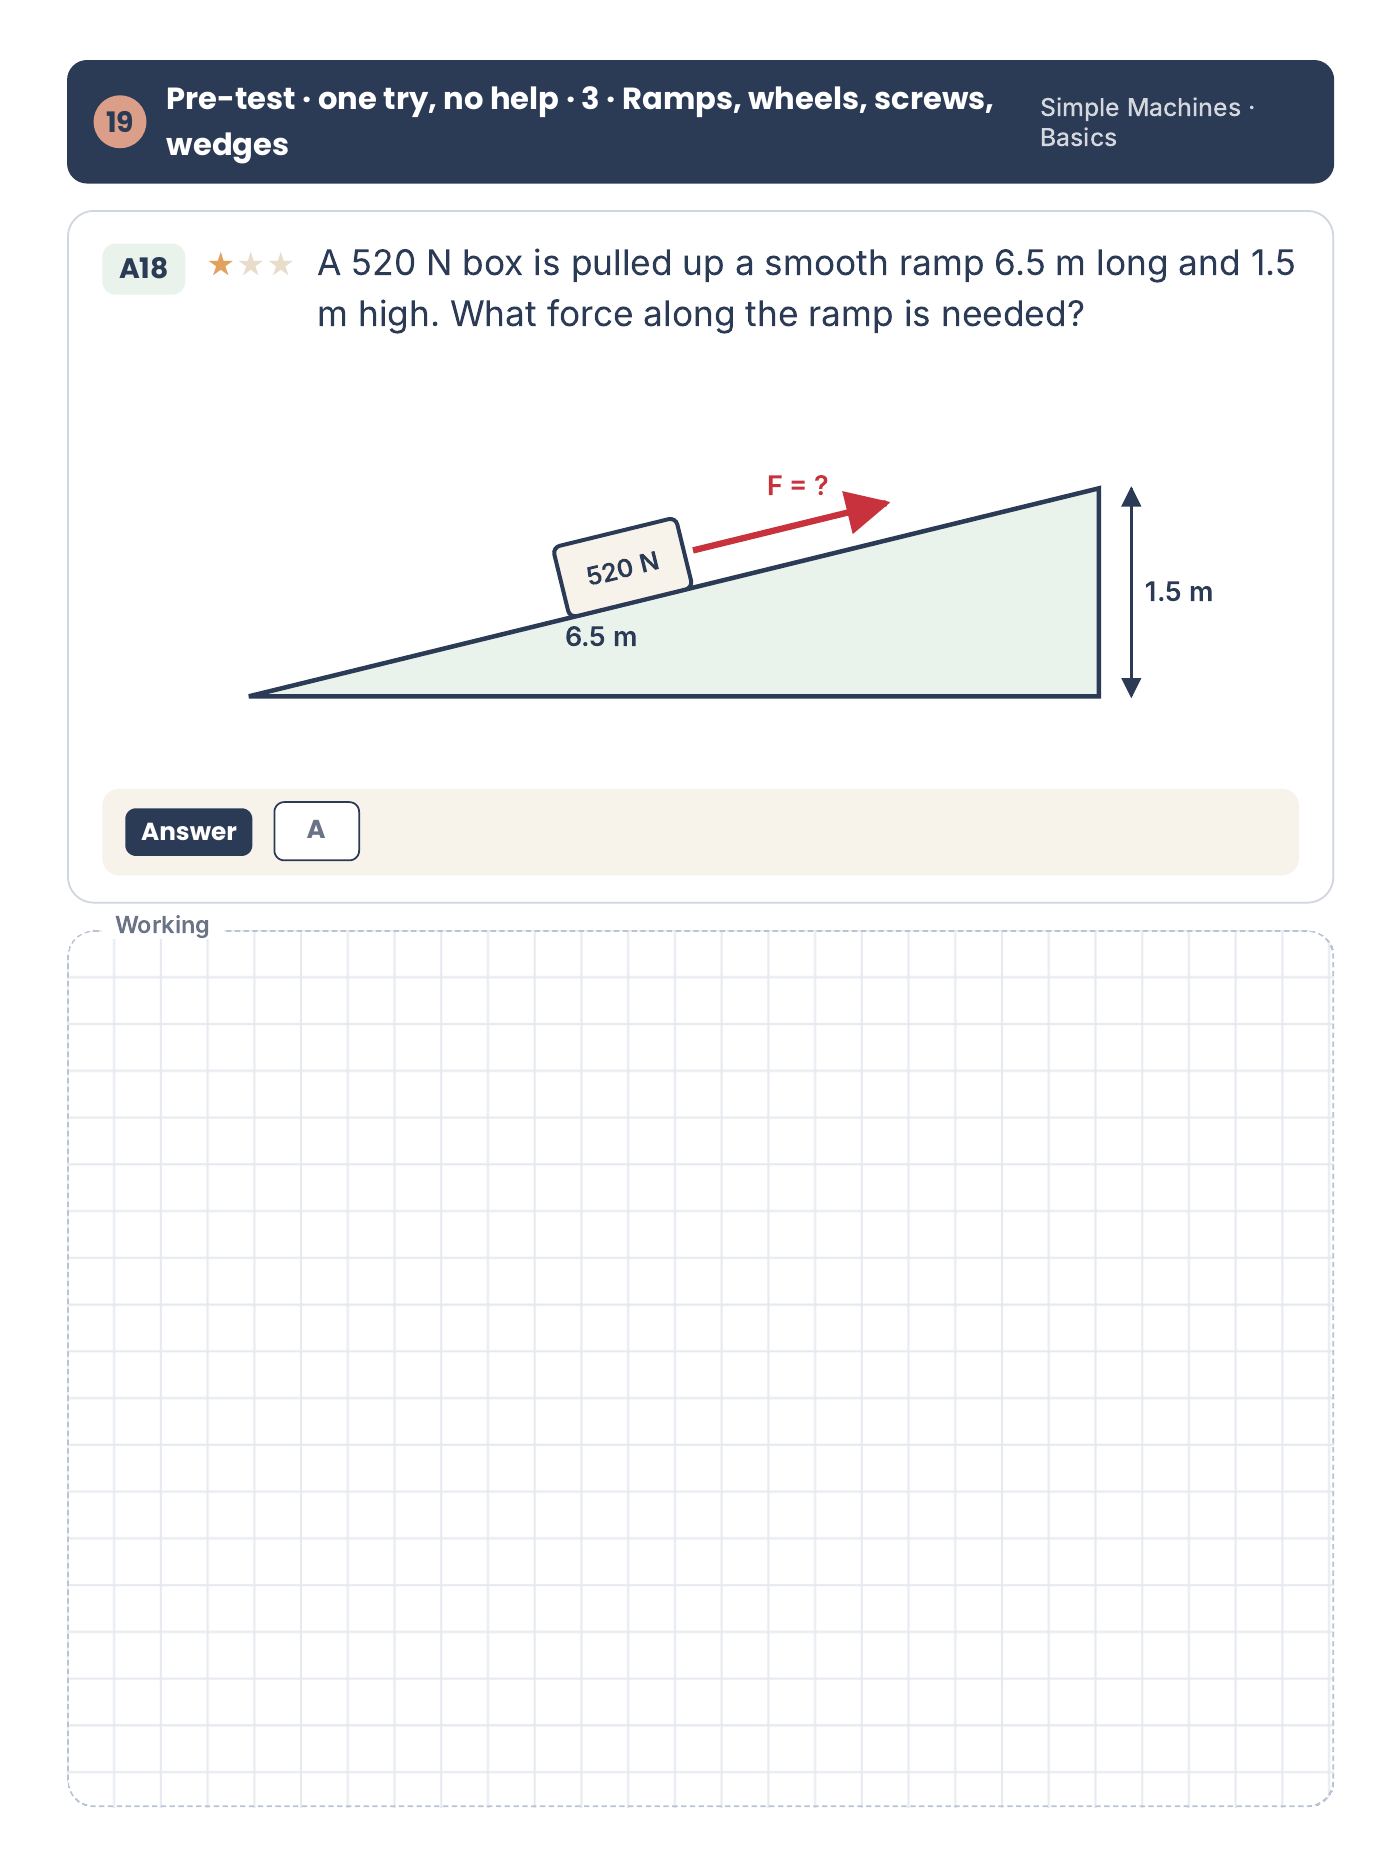 19
Pre-test · one try, no help · 3 · Ramps, wheels, screws,
wedges
Simple Machines ·
Basics
A18
★★★
A 520 N box is pulled up a smooth ramp 6.5 m long and 1.5
m high. What force along the ramp is needed?
F = ?
520 N
1.5 m
6.5 m
Answer
A
Working